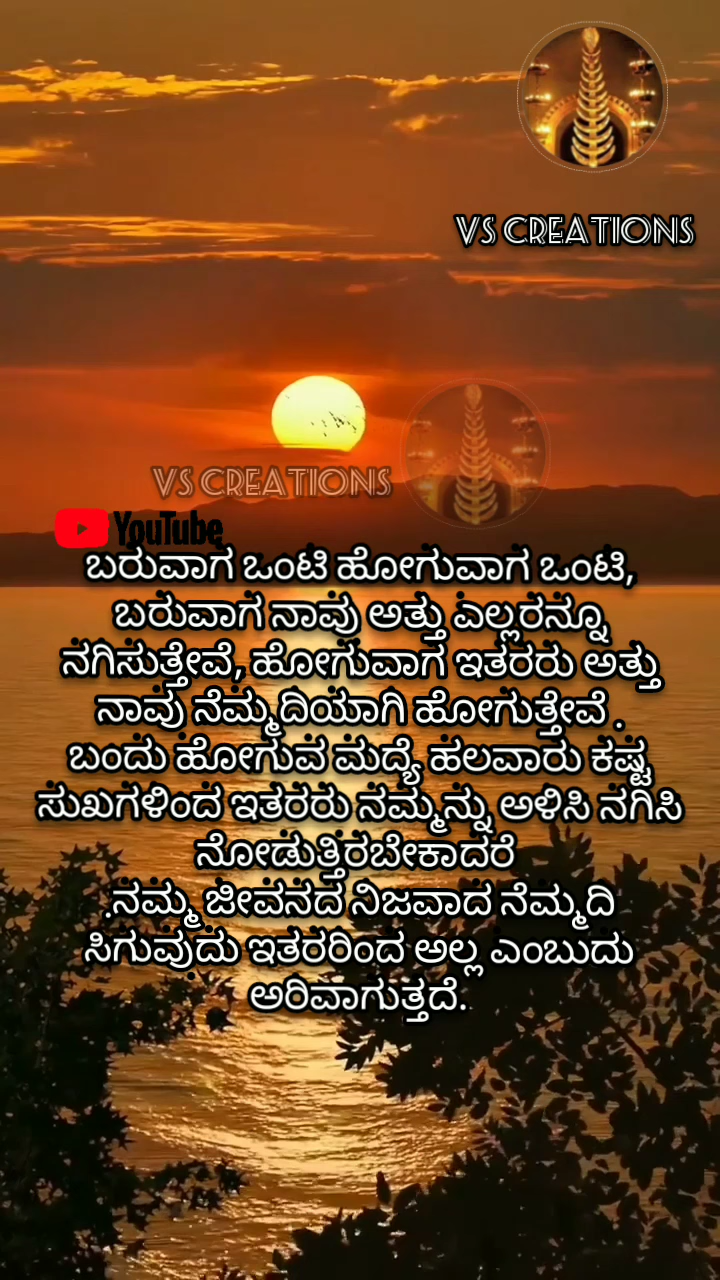 VS CREATIONS
VS CREATIONS
YouTube
ಬರುವಾಗ ಒಂಟಿ ಹೋಗುವಾಗ ಒಂಟಿ,
ಬರುವಾಗ ನಾವು ಅತ್ತು ಎಲ್ಲರನ್ನೂ
ನಗಿಸುತ್ತೇವೆ, ಹೋಗುವಾಗ ಇತರರು ಅತ್ತು
ನಾವು ನೆಮ್ಮದಿಯಾಗಿ ಹೋಗುತ್ತೇವೆ .
ಬಂದು ಹೋಗುವ ಮಧ್ಯೆ ಹಲವಾರು ಕಷ್ಟ
ಸುಖಗಳಿಂದ ಇತರರು ನಮ್ಮನ್ನು ಅಳಿಸಿ ನಗಿಸಿ
ನೋಡುತ್ತಿರಬೇಕಾದರೆ
.ನಮ್ಮ ಜೀವನದ ನಿಜವಾದ ನೆಮ್ಮದಿ
ಸಿಗುವುದು ಇತರರಿಂದ ಅಲ್ಲ ಎಂಬುದು
ಅರಿವಾಗುತ್ತದೆ.